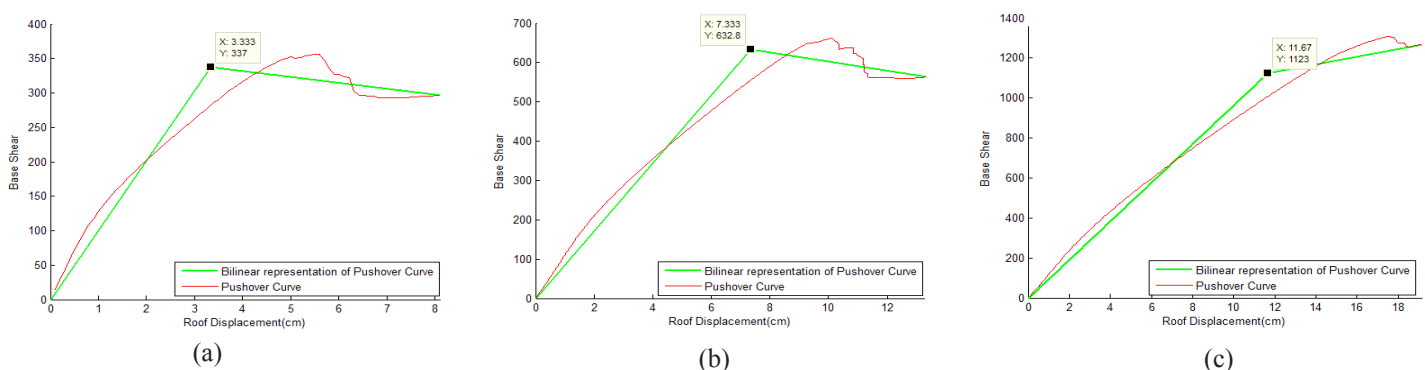 400
350
300
250
200
150
100
50
0
Base Shear
X: 3.333
Y: 337
Bilinear representation of Pushover Curve
Pushover Curve
0 1 2 3 4 5 6 7 8
Roof Displacement(cm)
(a)
700
600
500
400
300
200
100
0
Base Shear
X: 7.333
Y: 632.8
Bilinear representation of Pushover Curve
Pushover Curve
0 2 4 6 8 10 12
Roof Displacement(cm)
(b)
1400
1200
1000
800
600
400
200
0
Base Shear
X: 11.67
Y: 1123
Bilinear representation of Pushover Curve
Pushover Curve
0 2 4 6 8 10 12 14 16 18
Roof Displacement(cm)
(c)